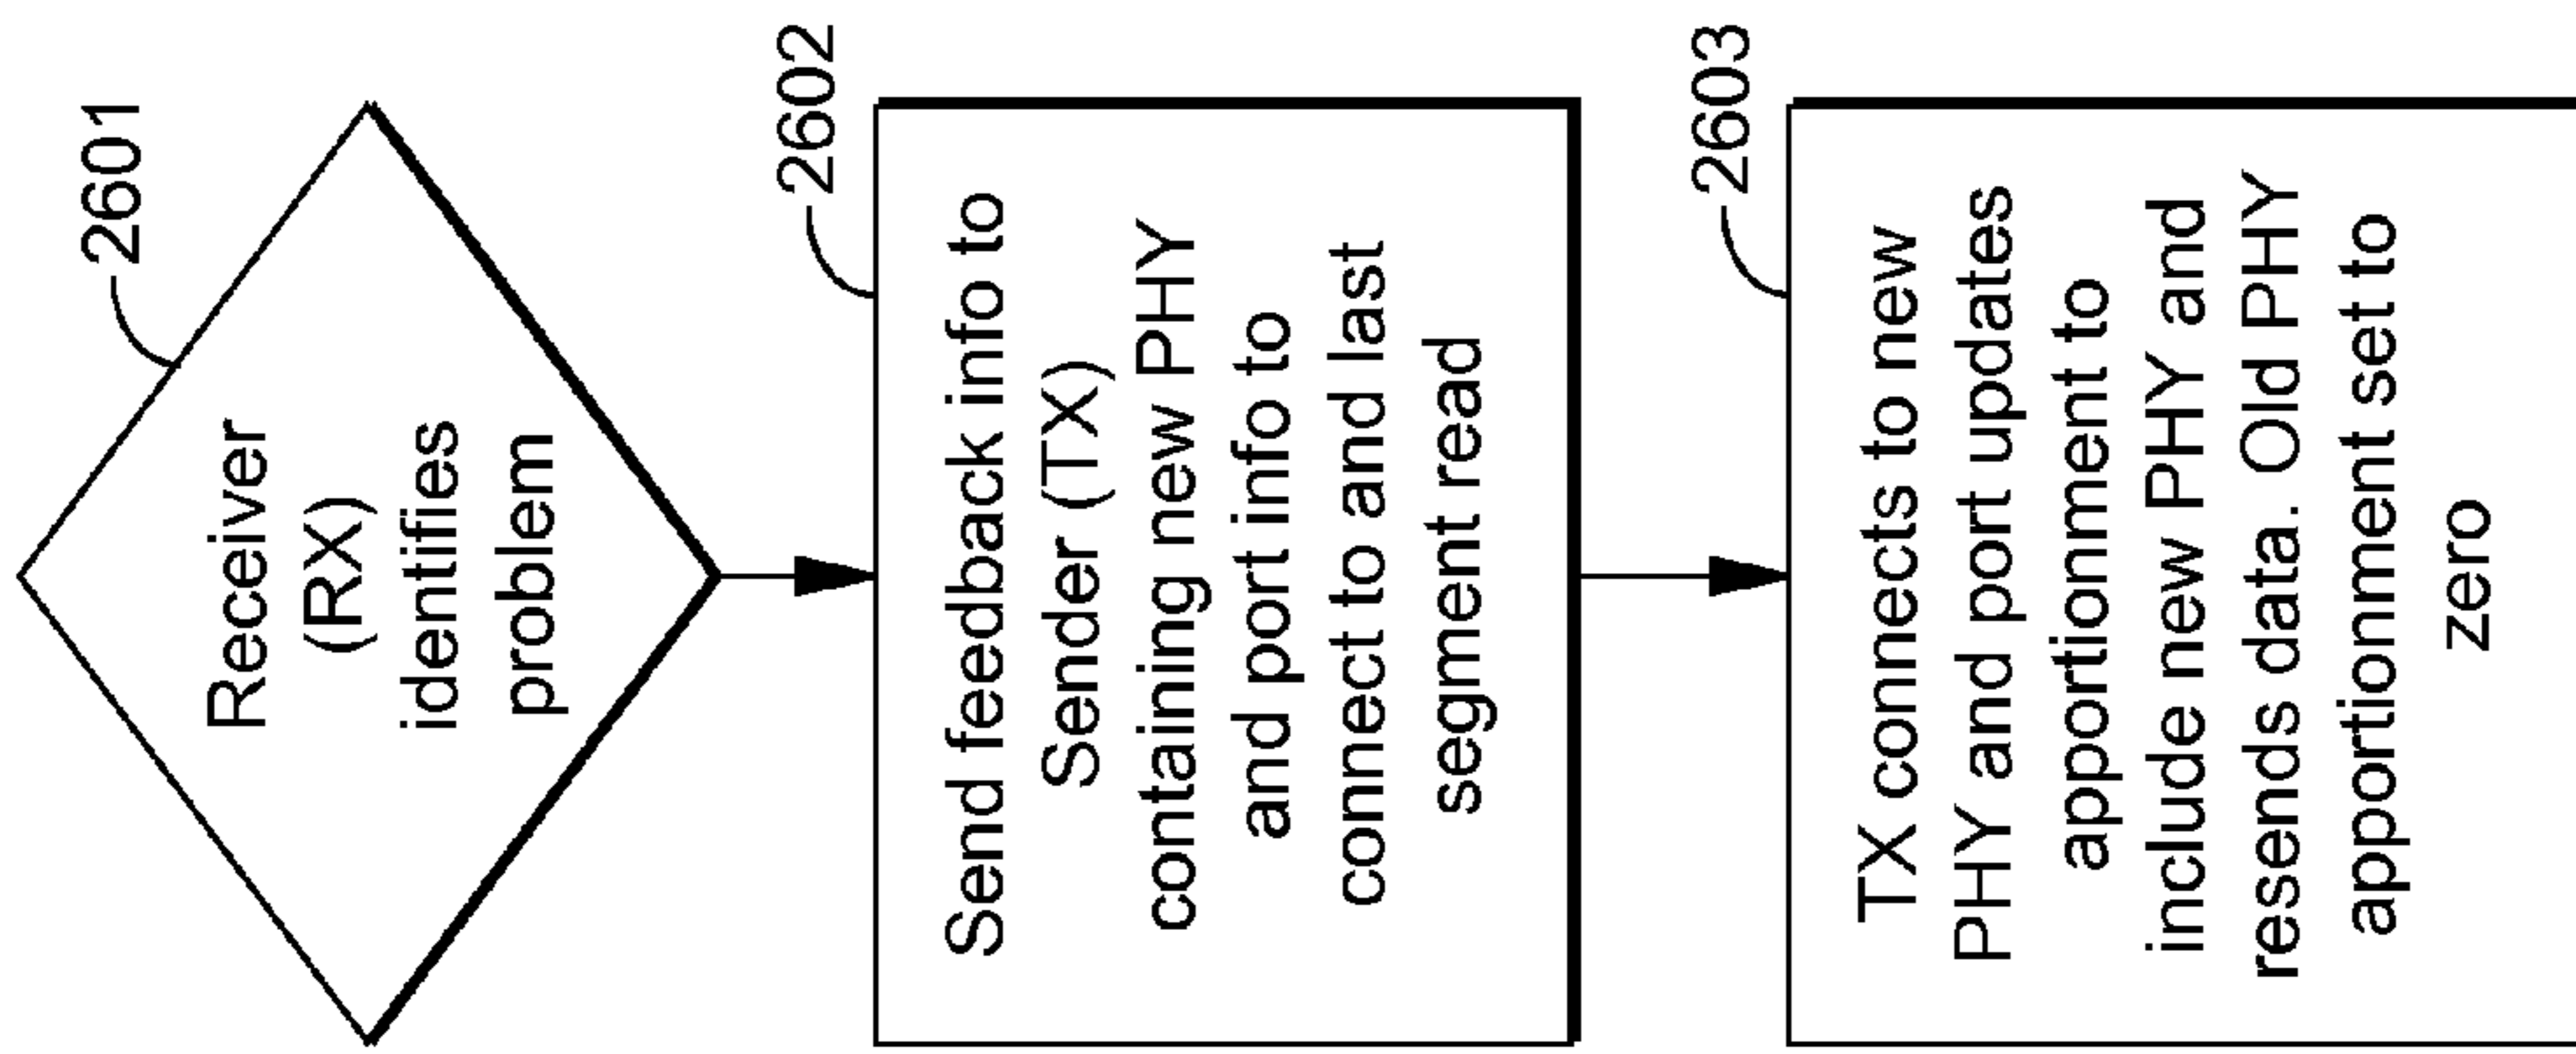 2601
Receiver
(RX)
identifies
problem
2602
Send feedback info to
Sender (TX)
containing new PHY
and port info to
connect to and last
segment read
2603
TX connects to new
PHY and port updates
apportionment to
include new PHY and
resends data. Old PHY
apportionment set to
zero